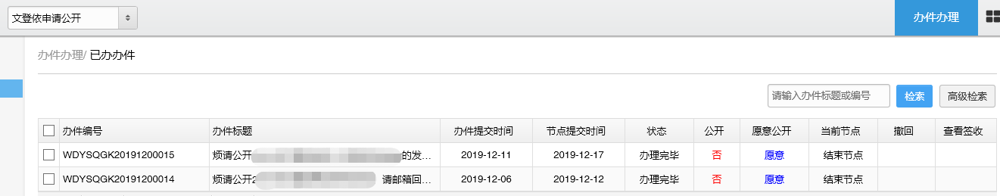 文登依申请公开
办件办理
办件办理/ 已办办件
请输入办件标题或编号 检索 高级检索
办件编号 办件标题 办件提交时间 节点提交时间 状态 公开 愿意公开 当前节点 撤回 查看签收
WDYSQGK20191200015 烦请公开 的发... 2019-12-11 2019-12-17 办理完毕 否 愿意 结束节点
WDYSQGK20191200014 烦请公开 请邮箱回... 2019-12-06 2019-12-12 办理完毕 否 愿意 结束节点